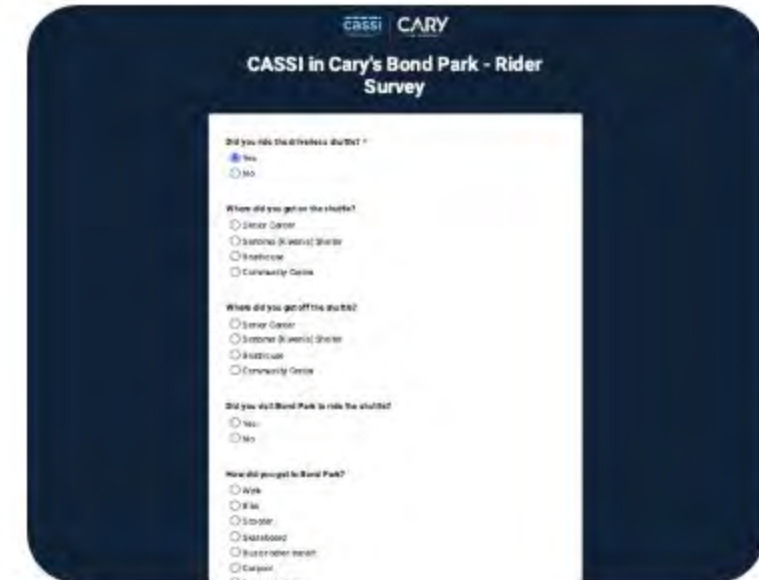 cassi CARY
CASSI in Cary's Bond Park - Rider
Survey
Did you ride the driverless shuttle? *
Yes
No
Where did you get on the shuttle?
Senior Center
Sertoma (Kiwanis) Shelter
Boathouse
Community Center
Where did you get off the shuttle?
Senior Center
Sertoma (Kiwanis) Shelter
Boathouse
Community Center
Did you visit Bond Park to ride the shuttle?
Yes
No
How did you get to Bond Park?
Walk
Bike
Scooter
Skateboard
Bus or other transit
Carpool